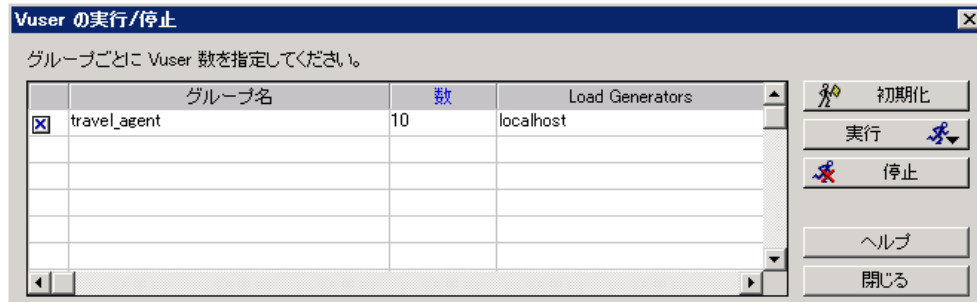 Vuser の実行/停止
グループごとに Vuser 数を指定してください。
グループ名 数 Load Generators
travel_agent 10 localhost
初期化
実行
停止
ヘルプ
閉じる